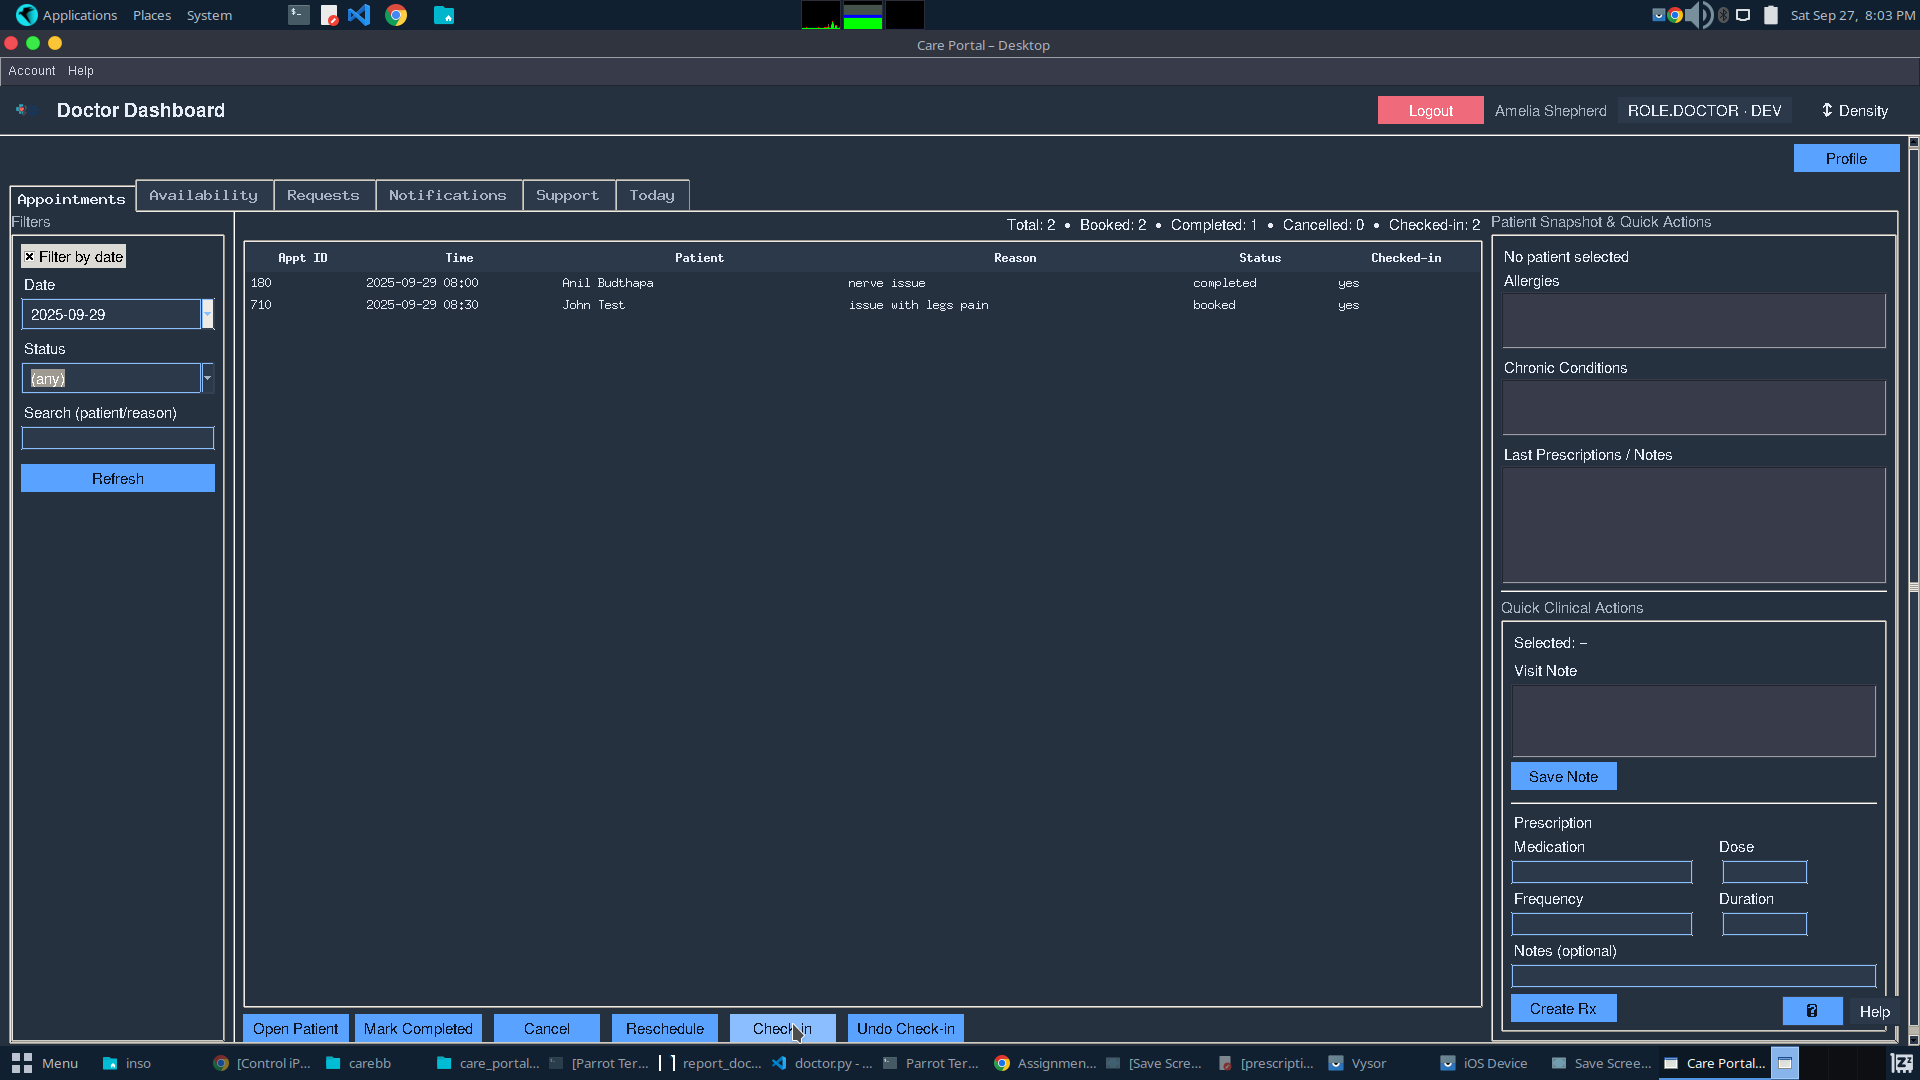 Applications Places System
Sat Sep 27, 8:03 PM
Care Portal – Desktop
Account Help
Doctor Dashboard
Logout Amelia Shepherd ROLE.DOCTOR · DEV ↕ Density
Profile
Appointments Availability Requests Notifications Support Today
Filters
Total: 2 • Booked: 2 • Completed: 1 • Cancelled: 0 • Checked-in: 2
Patient Snapshot & Quick Actions
Filter by date
Date
2025-09-29
Status
(any)
Search (patient/reason)
Refresh
Appt ID Time Patient Reason Status Checked-in
180 2025-09-29 08:00 Anil Budthapa nerve issue completed yes
710 2025-09-29 08:30 John Test issue with legs pain booked yes
No patient selected
Allergies
Chronic Conditions
Last Prescriptions / Notes
Quick Clinical Actions
Selected: –
Visit Note
Save Note
Prescription
Medication Dose
Frequency Duration
Notes (optional)
Create Rx
? Help
Open Patient Mark Completed Cancel Reschedule Check-in Undo Check-in
Menu inso [Control iP... carebb care_portal... [Parrot Ter... report_doc... doctor.py - ... Parrot Ter... Assignmen... [Save Scre... [prescripti... Vysor iOS Device Save Scree... Care Portal...